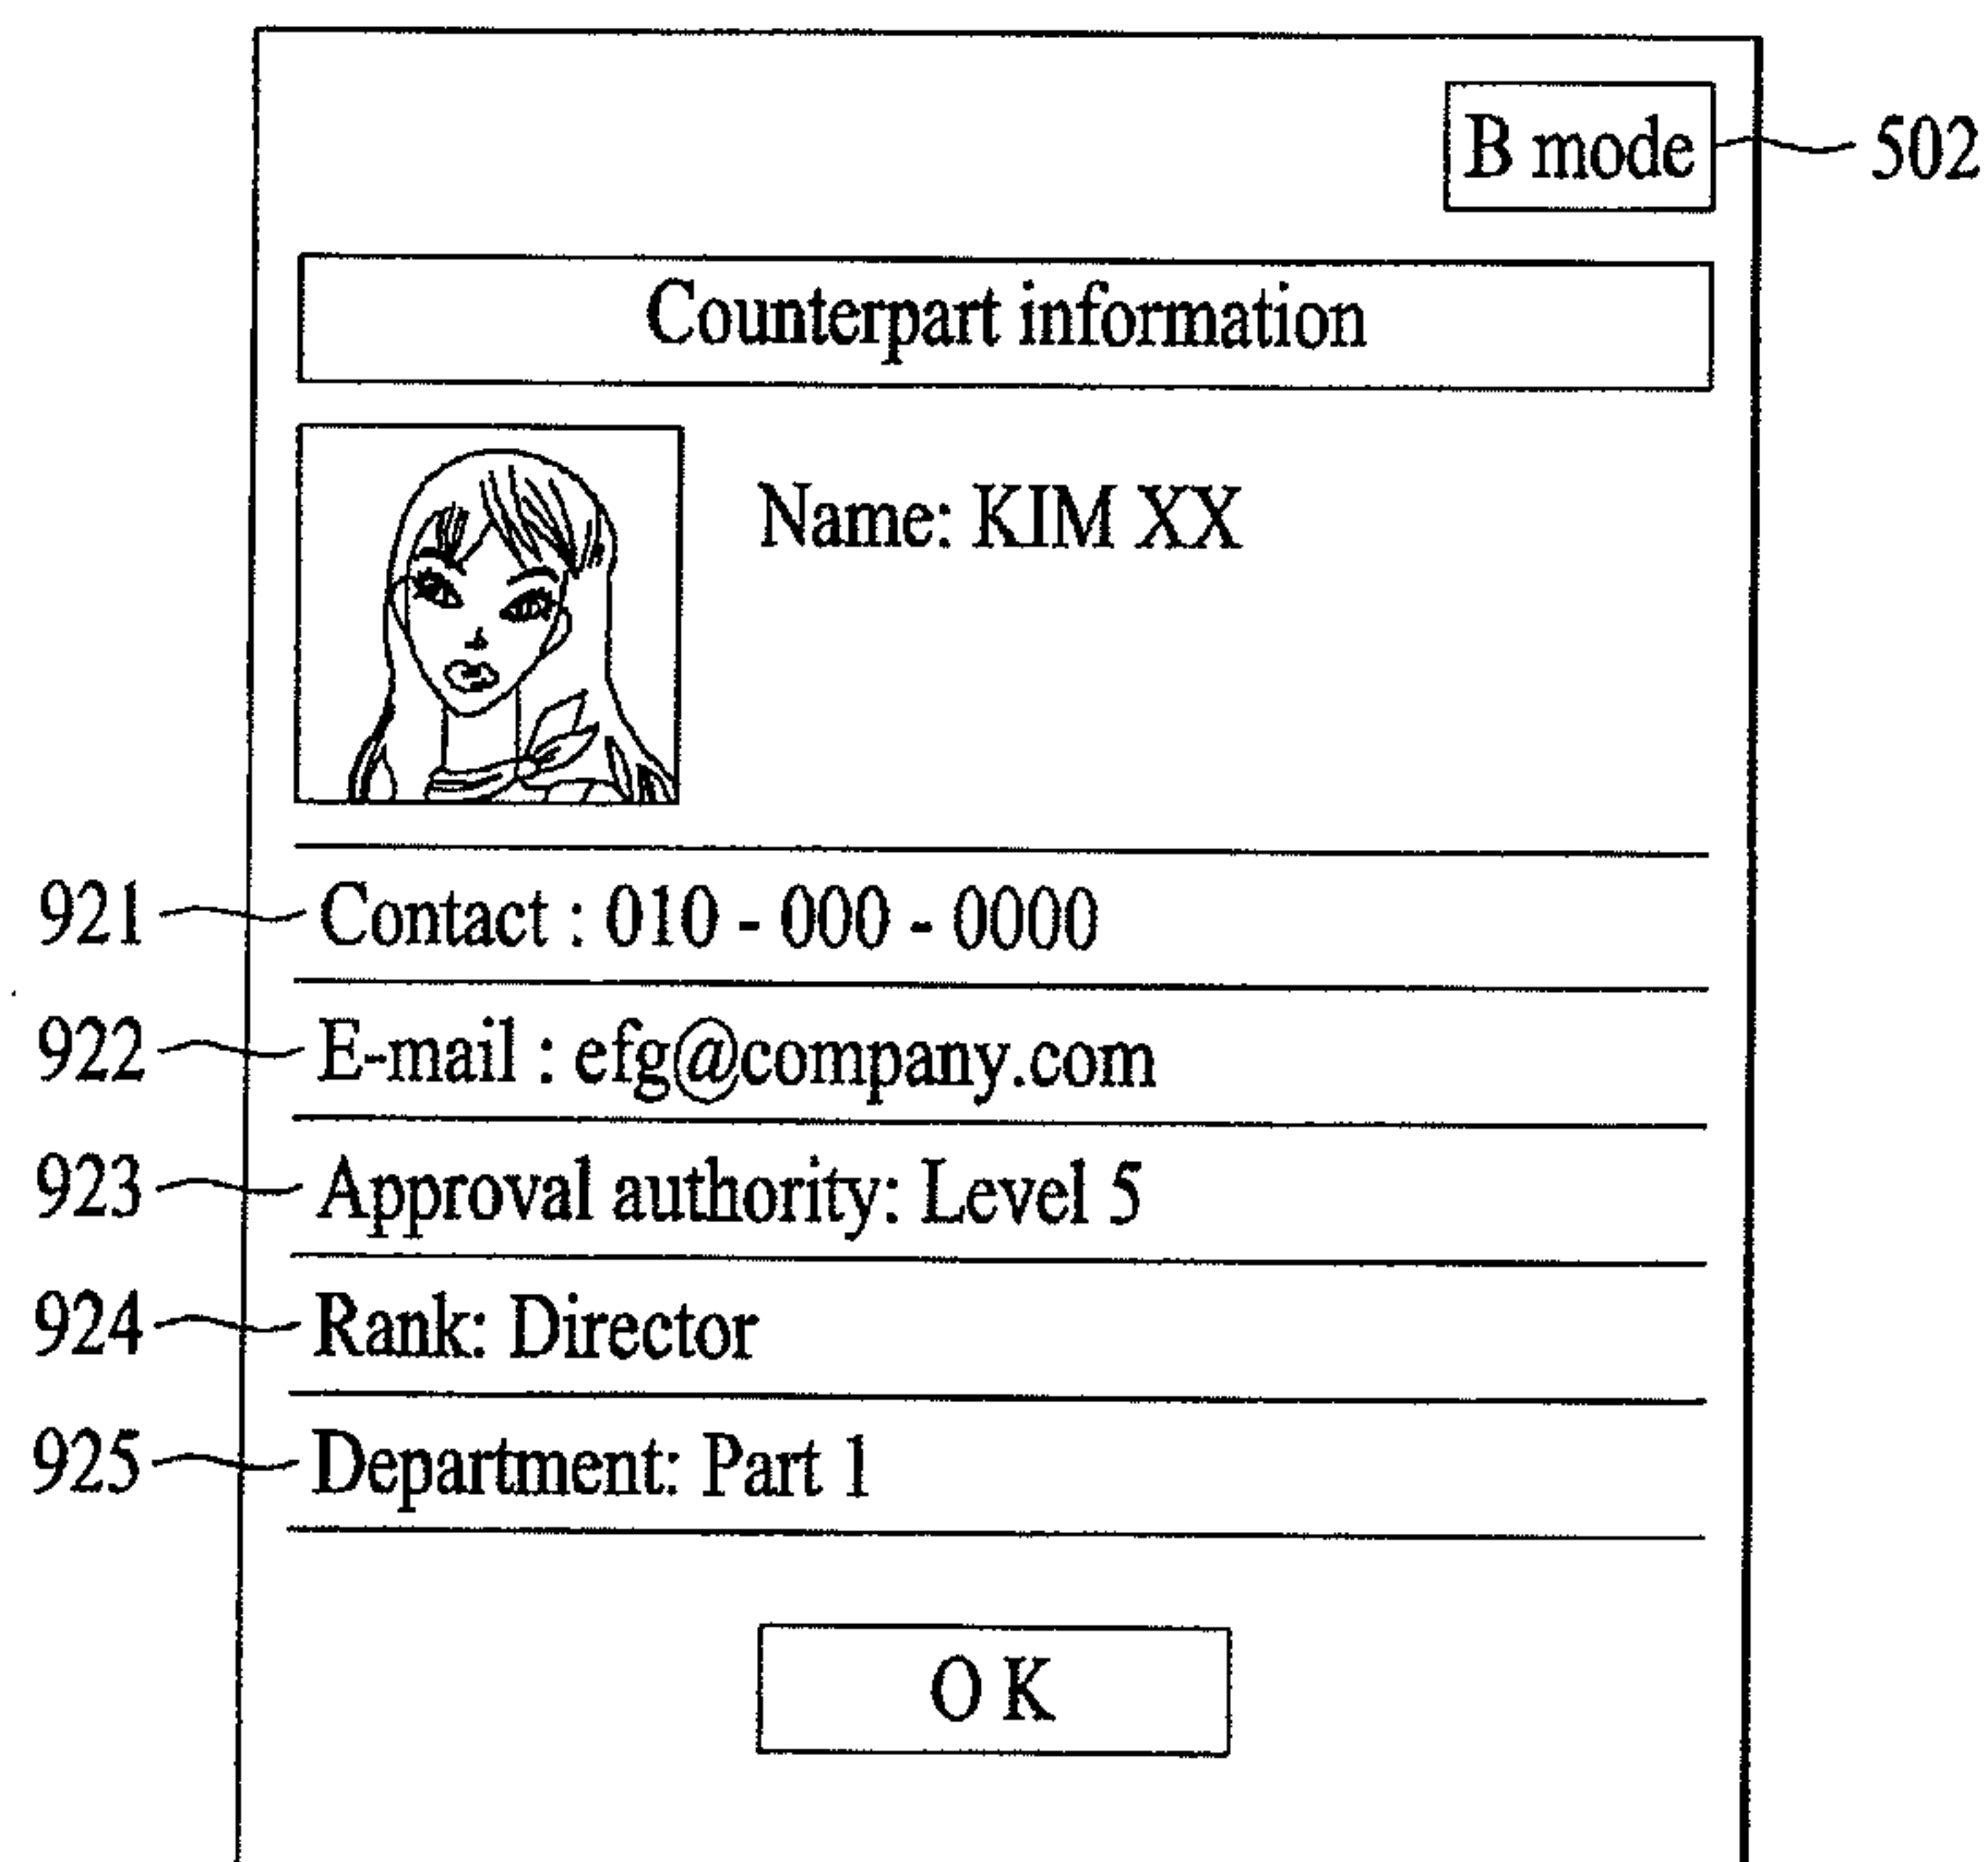 B mode 502
Counterpart information
Name: KIM XX
921 Contact : 010 - 000 - 0000
922 E-mail : efg@company.com
923 Approval authority: Level 5
924 Rank: Director
925 Department: Part 1
O K